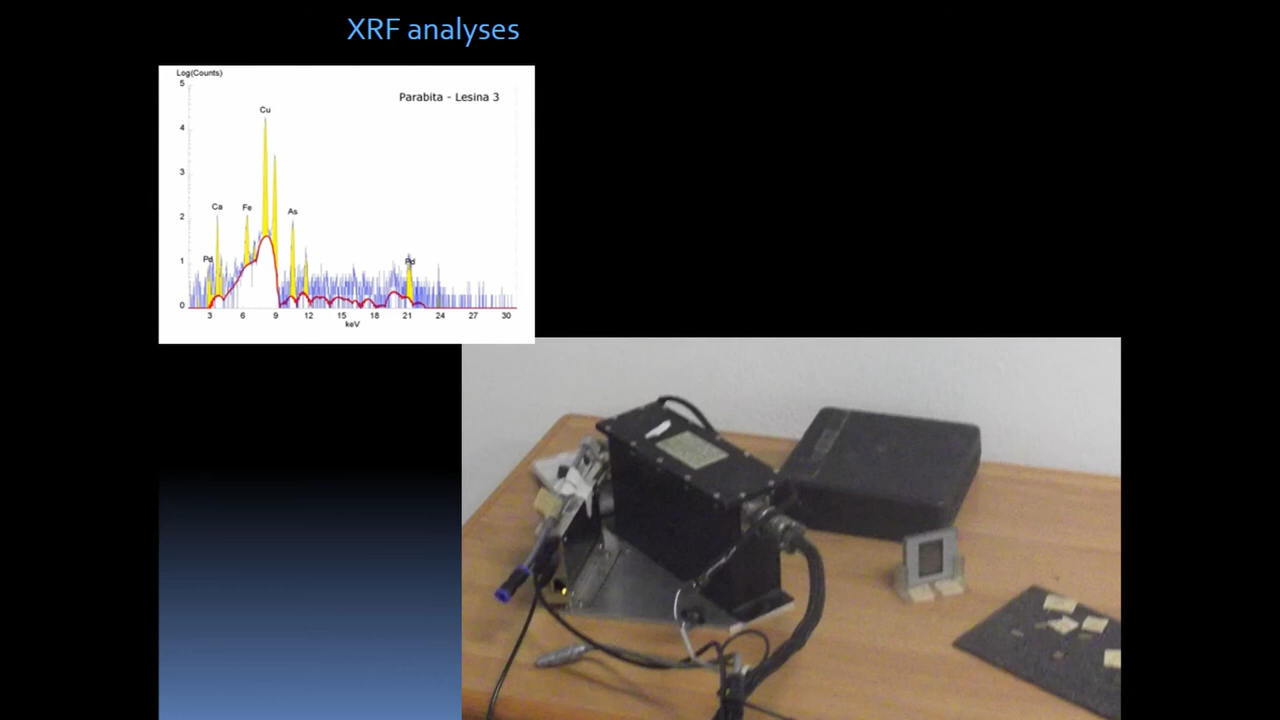 XRF analyses
Log(Counts)
Parabita - Lesina 3
5
4
3
2
1
0
Cu
Ca
Fe
As
Pd
Pd
3 6 9 12 15 18 21 24 27 30
keV